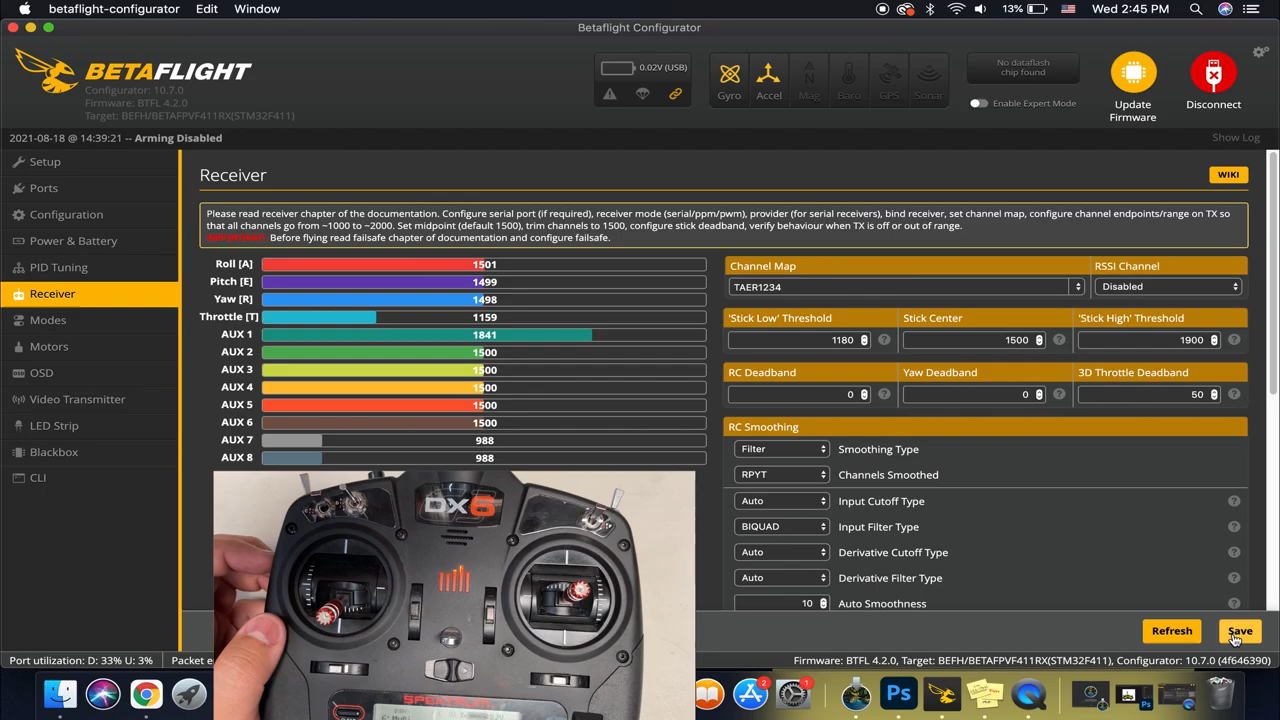 betaflight-configurator Edit Window 13% Wed 2:45 PM
Betaflight Configurator
BETAFLIGHT
Configurator: 10.7.0
Firmware: BTFL 4.2.0
Target: BEFH/BETAFPVF411RX(STM32F411)
0.02V (USB)
Gyro Accel Mag Baro GPS Sonar
No dataflash
chip found
Enable Expert Mode
Update
Firmware
Disconnect
2021-08-18 @ 14:39:21 -- Arming Disabled
Show Log
Setup
Ports
Configuration
Power & Battery
PID Tuning
Receiver
Modes
Motors
OSD
Video Transmitter
LED Strip
Blackbox
CLI
Receiver
WIKI
Please read receiver chapter of the documentation. Configure serial port (if required), receiver mode (serial/ppm/pwm), provider (for serial receivers), bind receiver, set channel map, configure channel endpoints/range on TX so
that all channels go from ~1000 to ~2000. Set midpoint (default 1500), trim channels to 1500, configure stick deadband, verify behaviour when TX is off or out of range.
IMPORTANT: Before flying read failsafe chapter of documentation and configure failsafe.
Roll [A] 1501
Pitch [E] 1499
Yaw [R] 1498
Throttle [T] 1159
AUX 1 1841
AUX 2 1500
AUX 3 1500
AUX 4 1500
AUX 5 1500
AUX 6 1500
AUX 7 988
AUX 8 988
Channel Map RSSI Channel
TAER1234 Disabled
'Stick Low' Threshold Stick Center 'Stick High' Threshold
1180 ? 1500 ? 1900 ?
RC Deadband Yaw Deadband 3D Throttle Deadband
0 ? 0 ? 50 ?
RC Smoothing
Filter Smoothing Type
RPYT Channels Smoothed
Auto Input Cutoff Type ?
BIQUAD Input Filter Type ?
Auto Derivative Cutoff Type ?
Auto Derivative Filter Type ?
10 Auto Smoothness ?
DX6
SPEKTRUM
Refresh Save
Port utilization: D: 33% U: 3% Packet e
Firmware: BTFL 4.2.0, Target: BEFH/BETAFPVF411RX(STM32F411), Configurator: 10.7.0 (4f646390)
2 1 Ps